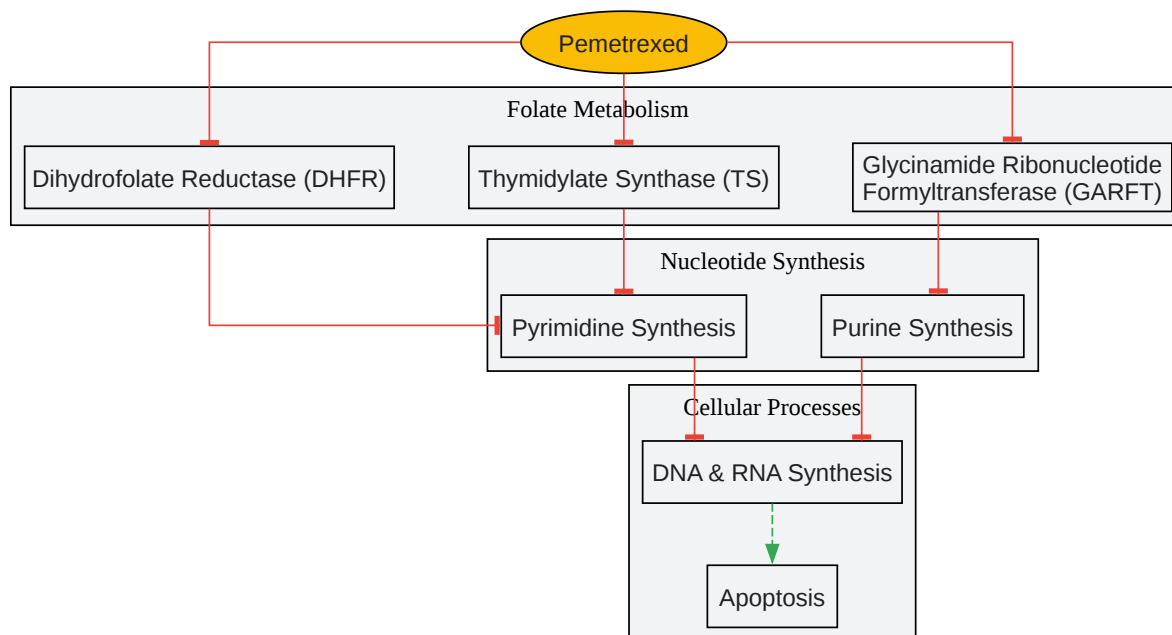 Pemetrexed
Folate Metabolism
Dihydrofolate Reductase (DHFR)
Thymidylate Synthase (TS)
Glycinamide Ribonucleotide
Formyltransferase (GARFT)
Nucleotide Synthesis
Pyrimidine Synthesis
Purine Synthesis
Cellular Processes
DNA & RNA Synthesis
Apoptosis